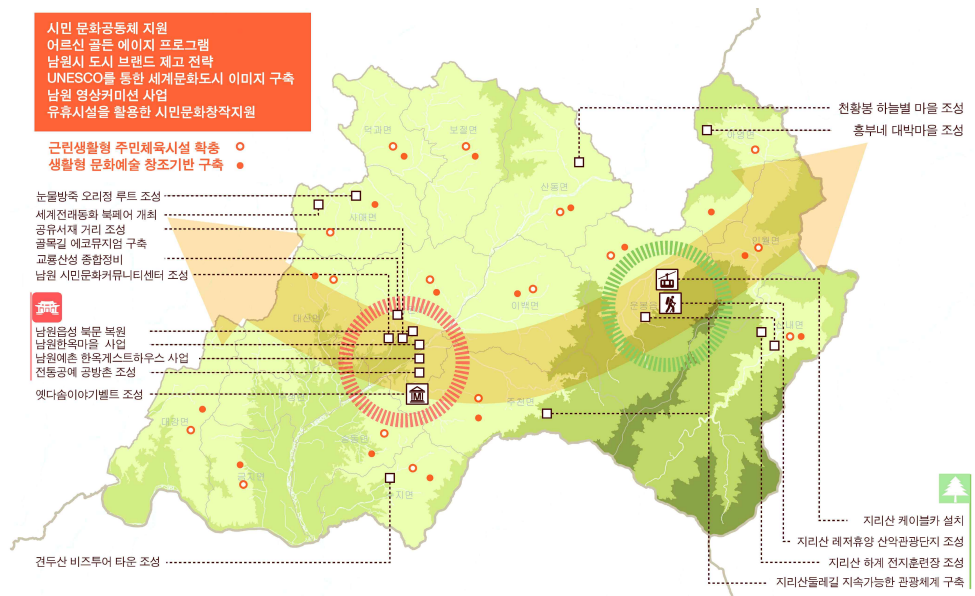 시민 문화공동체 지원
어르신 골든 에이지 프로그램
남원시 도시 브랜드 제고 전략
UNESCO를 통한 세계문화도시 이미지 구축
남원 영상커미션 사업
유휴시설을 활용한 시민문화창작지원
근린생활형 주민체육시설 확충
생활형 문화예술 창조기반 구축
눈물방죽 오리정 루트 조성
세계전래동화 북페어 개최
공유서재 거리 조성
골목길 에코뮤지엄 구축
교룡산성 종합정비
남원 시민문화커뮤니티센터 조성
남원읍성 북문 복원
남원한옥마을 사업
남원예촌 한옥게스트하우스 사업
전통공예 공방촌 조성
옛다솜이야기벨트 조성
견두산 비즈투어 타운 조성
천황봉 하늘별 마을 조성
흥부네 대박마을 조성
덕과면
보절면
산동면
사매면
아영면
인월면
대산면
이백면
운봉읍
산내면
주천면
대강면
금지면
송동면
수지면
지리산 케이블카 설치
지리산 레저휴양 산악관광단지 조성
지리산 하계 전지훈련장 조성
지리산둘레길 지속가능한 관광체계 구축